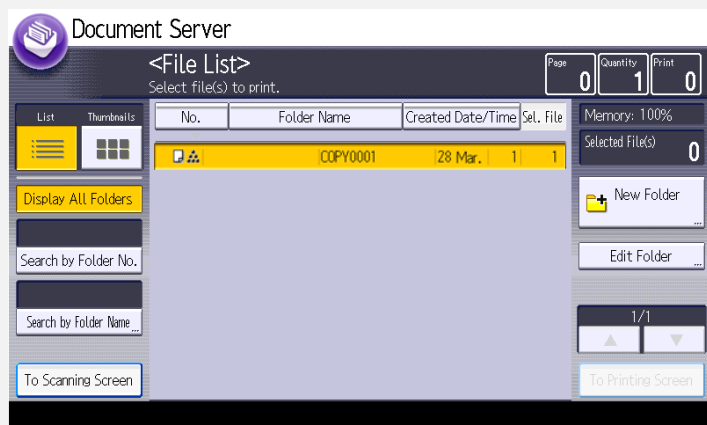 Document Server
<File List>
Select file(s) to print.
Page
0
Quantity
1
Print
0
List
Thumbnails
No.
Folder Name
Created Date/Time
Sel. File
Memory: 100%
Selected File(s)
0
COPY0001
28 Mar.
1
1
Display All Folders
New Folder
...
Search by Folder No.
Edit Folder
...
Search by Folder Name
...
1/1
To Scanning Screen
To Printing Screen